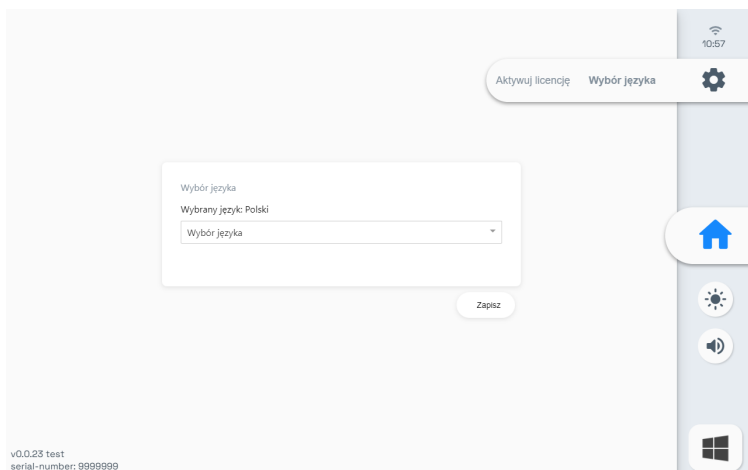 10:57
Aktywuj licencję Wybór języka
Wybór języka
Wybrany język: Polski
Wybór języka
Zapisz
v0.0.23 test
serial-number: 9999999